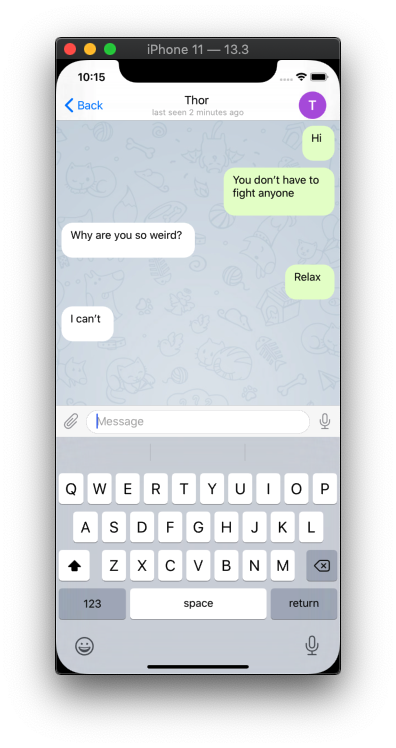 iPhone 11 — 13.3
10:15
Back
Thor
last seen 2 minutes ago
T
Hi
You don’t have to
fight anyone
Why are you so weird?
Relax
I can’t
Message
Q W E R T Y U I O P
A S D F G H J K L
Z X C V B N M
123 space return